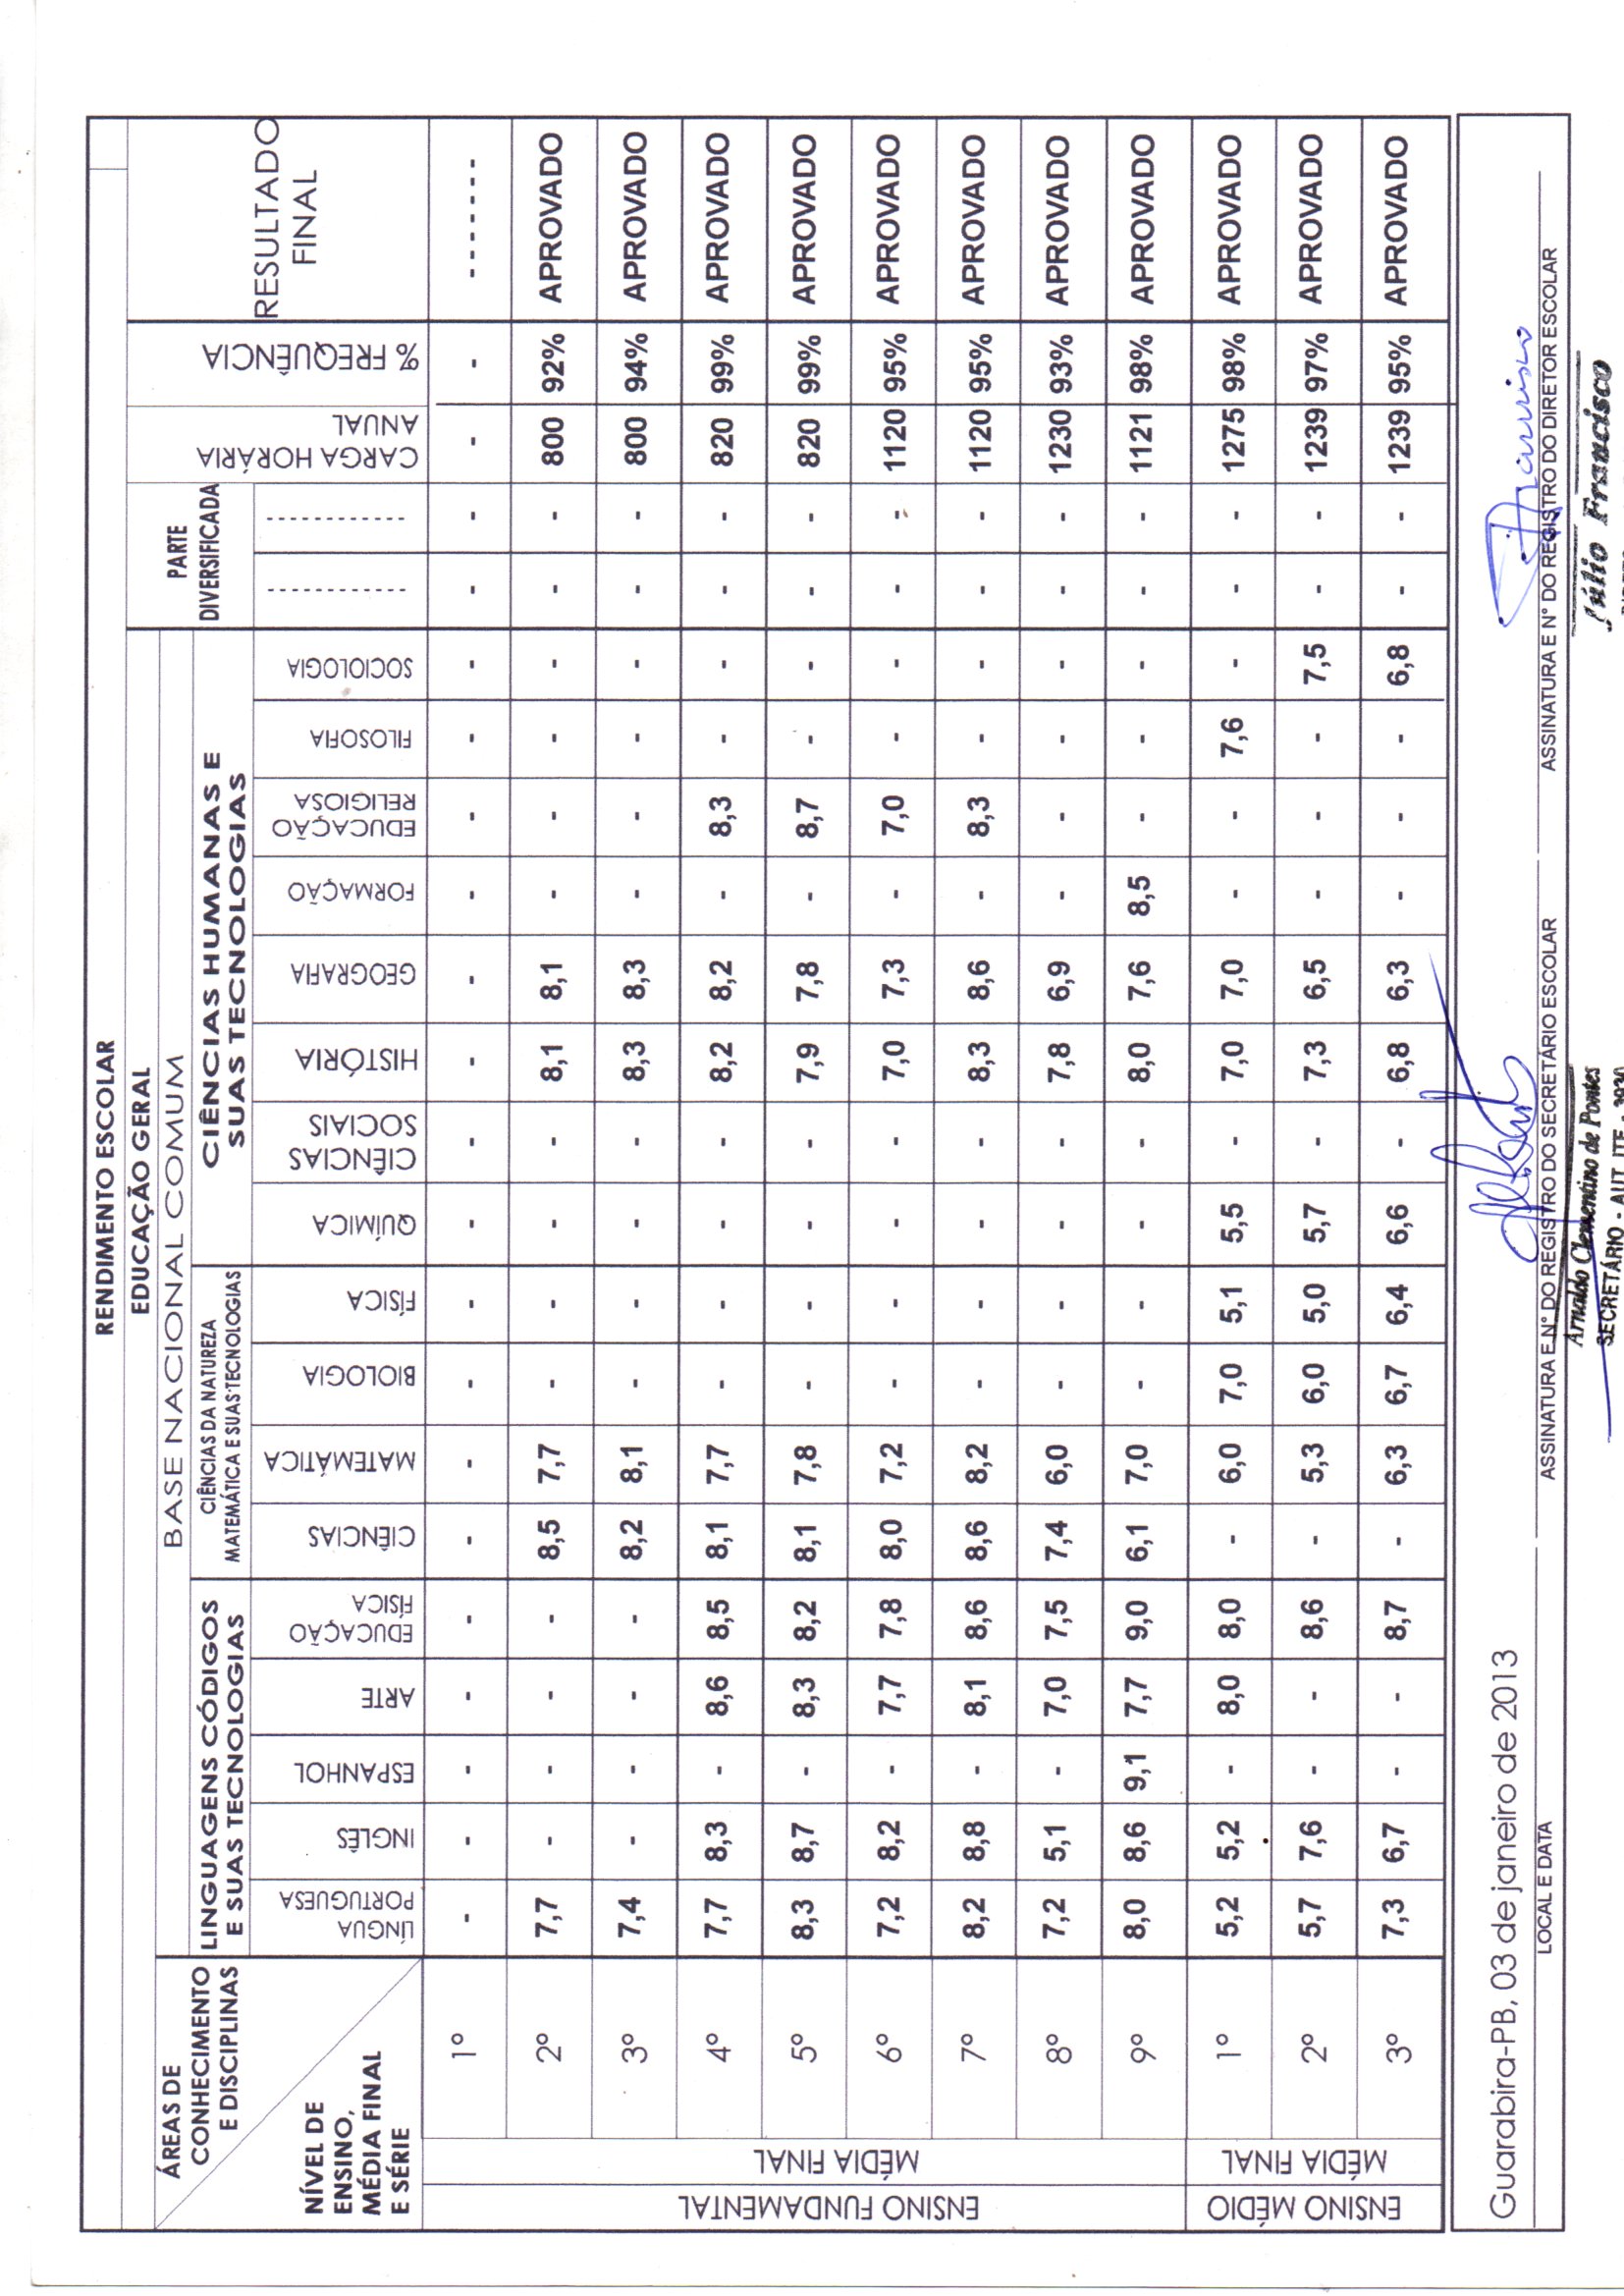 RENDIMENTO ESCOLAR
EDUCAÇÃO GERAL
BASE NACIONAL COMUM
ÁREAS DE CONHECIMENTO E DISCIPLINAS
NÍVEL DE ENSINO, MÉDIA FINAL E SÉRIE
LINGUAGENS CÓDIGOS E SUAS TECNOLOGIAS
CIÊNCIAS DA NATUREZA MATEMÁTICA E SUAS TECNOLOGIAS
CIÊNCIAS HUMANAS E SUAS TECNOLOGIAS
PARTE DIVERSIFICADA
LÍNGUA PORTUGUESA INGLÊS ESPANHOL ARTE EDUCAÇÃO FÍSICA CIÊNCIAS MATEMÁTICA BIOLOGIA FÍSICA QUÍMICA CIÊNCIAS SOCIAIS HISTÓRIA GEOGRAFIA FORMAÇÃO EDUCAÇÃO RELIGIOSA FILOSOFIA SOCIOLOGIA ------------ ------------ CARGA HORÁRIA ANUAL % FREQUÊNCIA RESULTADO FINAL
ENSINO FUNDAMENTAL
MÉDIA FINAL
1º - - - - - - - - - - - - - - - - - - - - - -------
2º 7,7 - - - - 8,5 7,7 - - - - 8,1 8,1 - - - - - - 800 92% APROVADO
3º 7,4 - - - - 8,2 8,1 - - - - 8,3 8,3 - - - - - - 800 94% APROVADO
4º 7,7 8,3 - 8,6 8,5 8,1 7,7 - - - - 8,2 8,2 - 8,3 - - - - 820 99% APROVADO
5º 8,3 8,7 - 8,3 8,2 8,1 7,8 - - - - 7,9 7,8 - 8,7 - - - - 820 99% APROVADO
6º 7,2 8,2 - 7,7 7,8 8,0 7,2 - - - - 7,0 7,3 - 7,0 - - - - 1120 95% APROVADO
7º 8,2 8,8 - 8,1 8,6 8,6 8,2 - - - - 8,3 8,6 - 8,3 - - - - 1120 95% APROVADO
8º 7,2 5,1 - 7,0 7,5 7,4 6,0 - - - - 7,8 6,9 - - - - - - 1230 93% APROVADO
9º 8,0 8,6 9,1 7,7 9,0 6,1 7,0 - - - - 8,0 7,6 8,5 - - - - - 1121 98% APROVADO
ENSINO MÉDIO
MÉDIA FINAL
1º 5,2 5,2 - 8,0 8,0 - 6,0 7,0 5,1 5,5 - 7,0 7,0 - - 7,6 - - - 1275 98% APROVADO
2º 5,7 7,6 - - 8,6 - 5,3 6,0 5,0 5,7 - 7,3 6,5 - - - 7,5 - - 1239 97% APROVADO
3º 7,3 6,7 - - 8,7 - 6,3 6,7 6,4 6,6 - 6,8 6,3 - - - 6,8 - - 1239 95% APROVADO
Guarabira-PB, 03 de janeiro de 2013
LOCAL E DATA
ASSINATURA E Nº DO REGISTRO DO SECRETÁRIO ESCOLAR
Arnaldo Clementino de Pontes
SECRETÁRIO - AUT. ITE - 3930
ASSINATURA E Nº DO REGISTRO DO DIRETOR ESCOLAR
Júlio Francisco